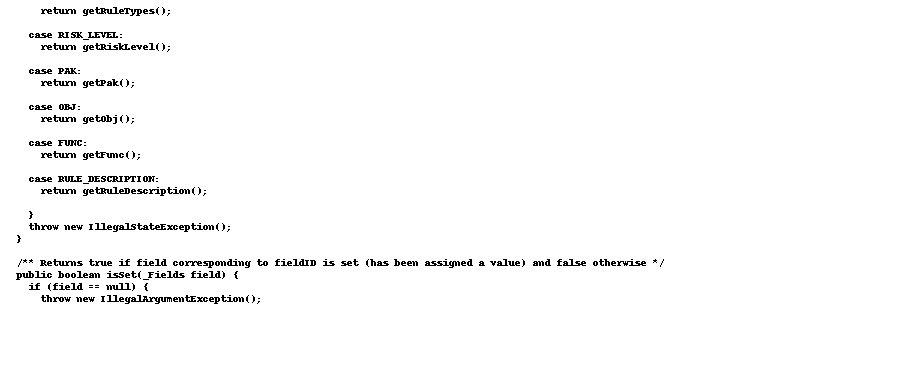 return getRuleTypes();
case RISK_LEVEL:
return getRiskLevel();
case PAK:
return getPak();
case OBJ:
return getObj();
case FUNC:
return getFunc();
case RULE_DESCRIPTION:
return getRuleDescription();
}
throw new IllegalStateException();
}
/** Returns true if field corresponding to fieldID is set (has been assigned a value) and false otherwise */
public boolean isSet(_Fields field) {
if (field == null) {
throw new IllegalArgumentException();